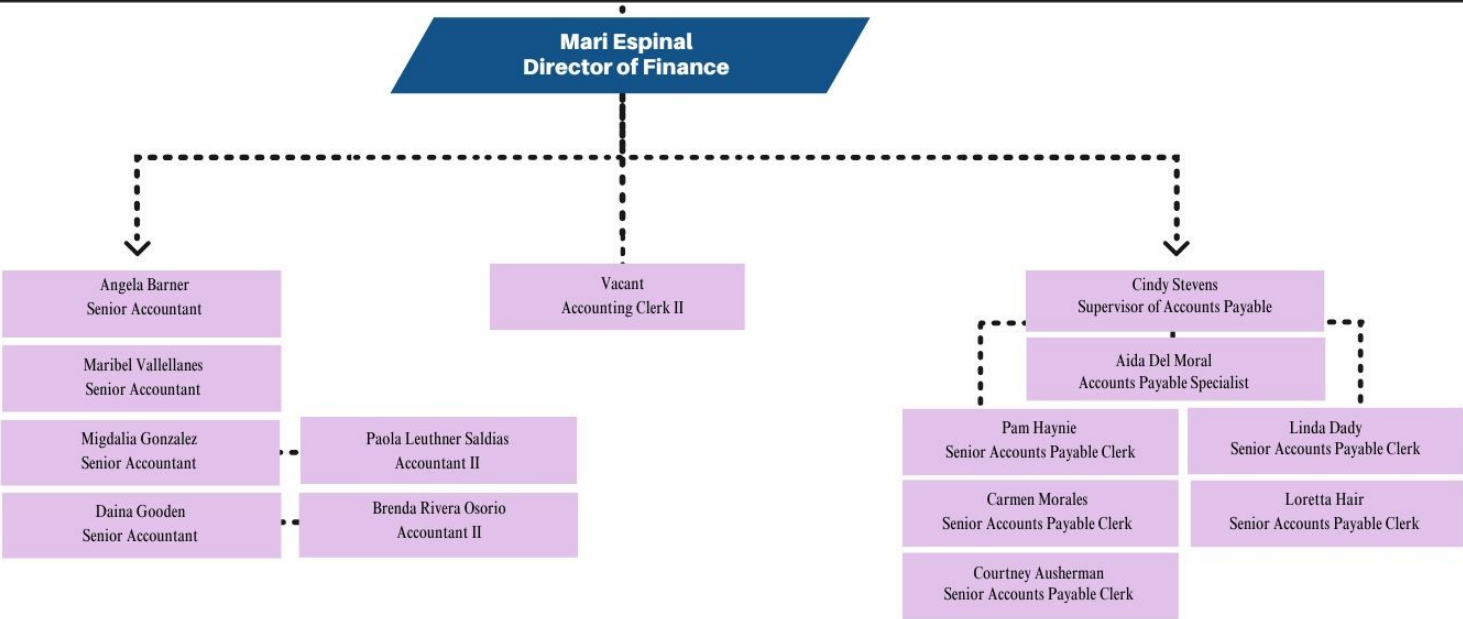 Mari Espinal
Director of Finance
Angela Barner
Senior Accountant
Maribel Vallellanes
Senior Accountant
Migdalia Gonzalez
Senior Accountant
Paola Leuthner Saldias
Accountant II
Daina Gooden
Senior Accountant
Brenda Rivera Osorio
Accountant II
Vacant
Accounting Clerk II
Cindy Stevens
Supervisor of Accounts Payable
Aida Del Moral
Accounts Payable Specialist
Pam Haynie
Senior Accounts Payable Clerk
Linda Dady
Senior Accounts Payable Clerk
Carmen Morales
Senior Accounts Payable Clerk
Loretta Hair
Senior Accounts Payable Clerk
Courtney Ausherman
Senior Accounts Payable Clerk